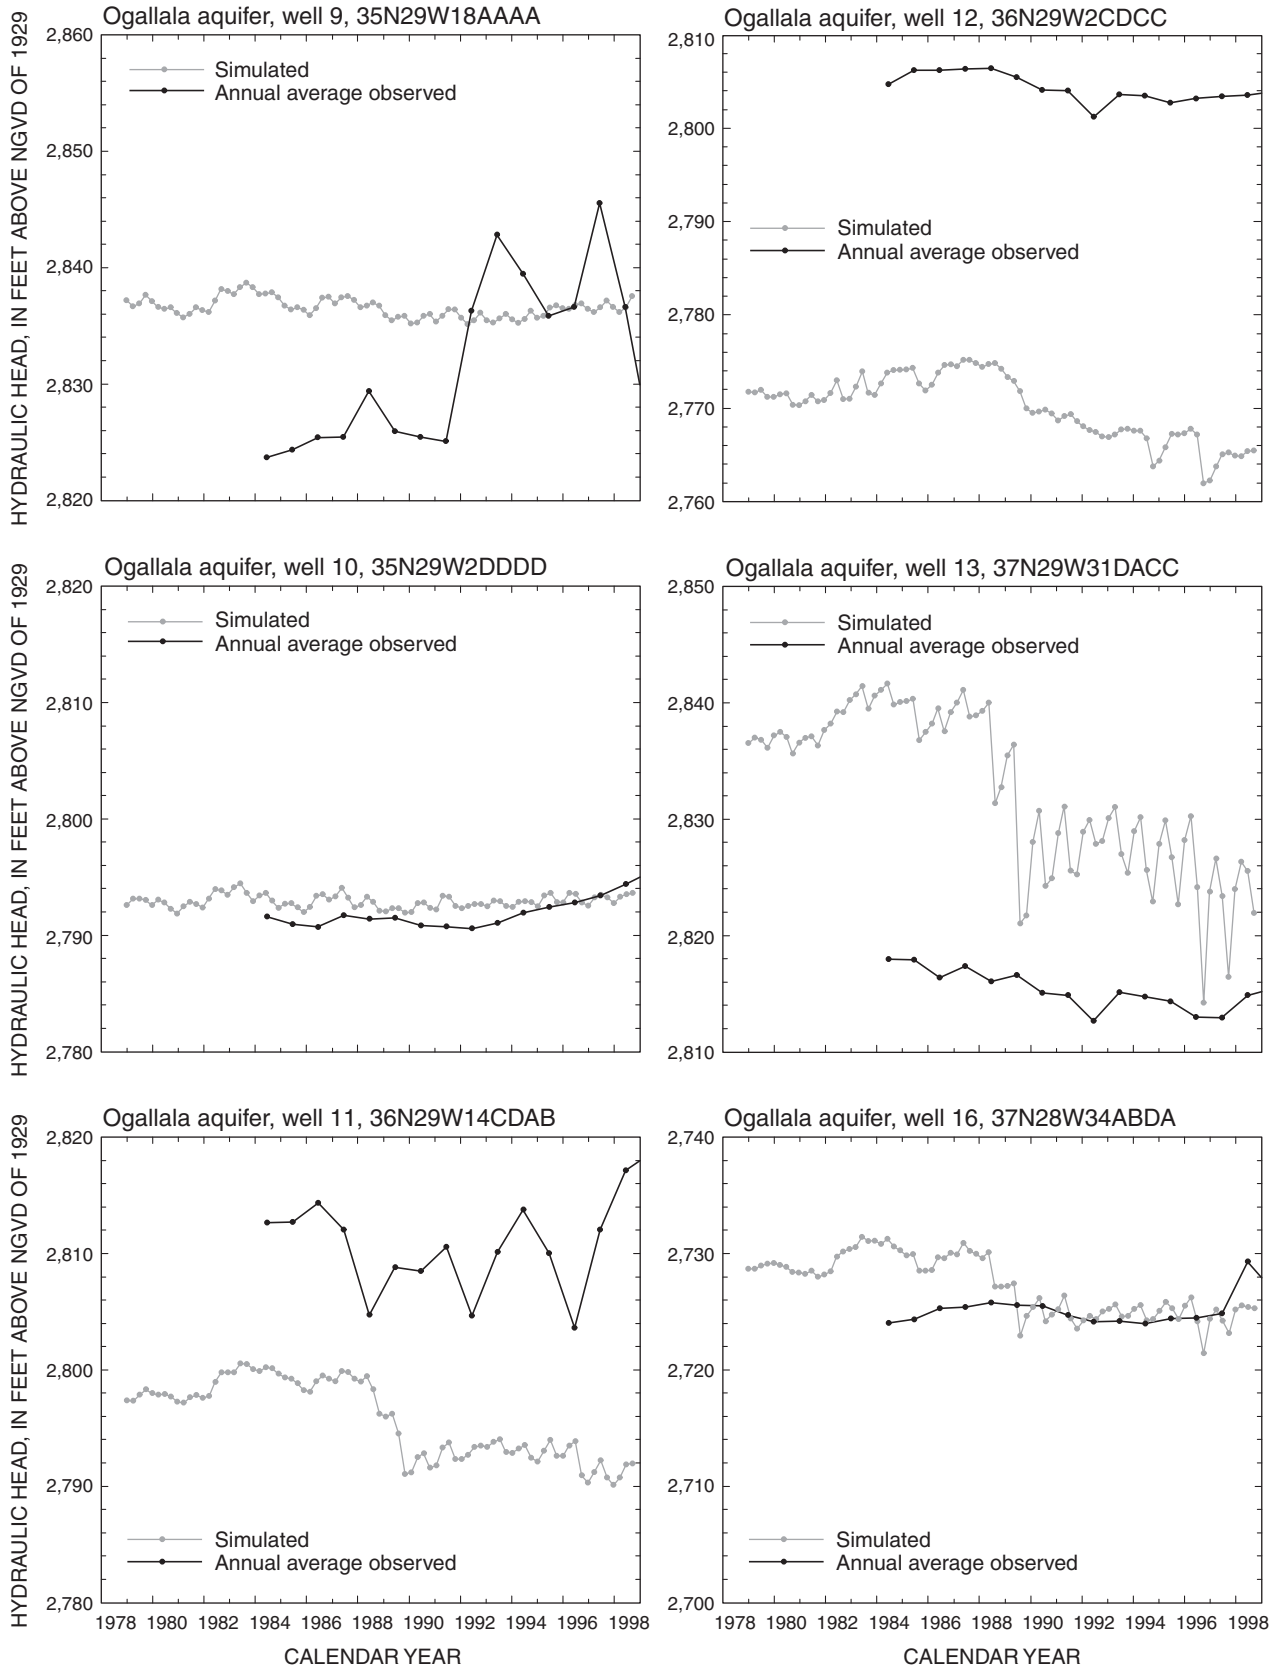 Ogallala aquifer, well 9, 35N29W18AAAA
HYDRAULIC HEAD, IN FEET ABOVE NGVD OF 1929
2,860
2,850
2,840
2,830
2,820
Simulated
Annual average observed
Ogallala aquifer, well 12, 36N29W2CDCC
2,810
2,800
2,790
2,780
2,770
2,760
Simulated
Annual average observed
Ogallala aquifer, well 10, 35N29W2DDDD
HYDRAULIC HEAD, IN FEET ABOVE NGVD OF 1929
2,820
2,810
2,800
2,790
2,780
Simulated
Annual average observed
Ogallala aquifer, well 13, 37N29W31DACC
2,850
2,840
2,830
2,820
2,810
Simulated
Annual average observed
Ogallala aquifer, well 11, 36N29W14CDAB
HYDRAULIC HEAD, IN FEET ABOVE NGVD OF 1929
2,820
2,810
2,800
2,790
2,780
Simulated
Annual average observed
1978 1980 1982 1984 1986 1988 1990 1992 1994 1996 1998
CALENDAR YEAR
Ogallala aquifer, well 16, 37N28W34ABDA
2,740
2,730
2,720
2,710
2,700
Simulated
Annual average observed
1978 1980 1982 1984 1986 1988 1990 1992 1994 1996 1998
CALENDAR YEAR